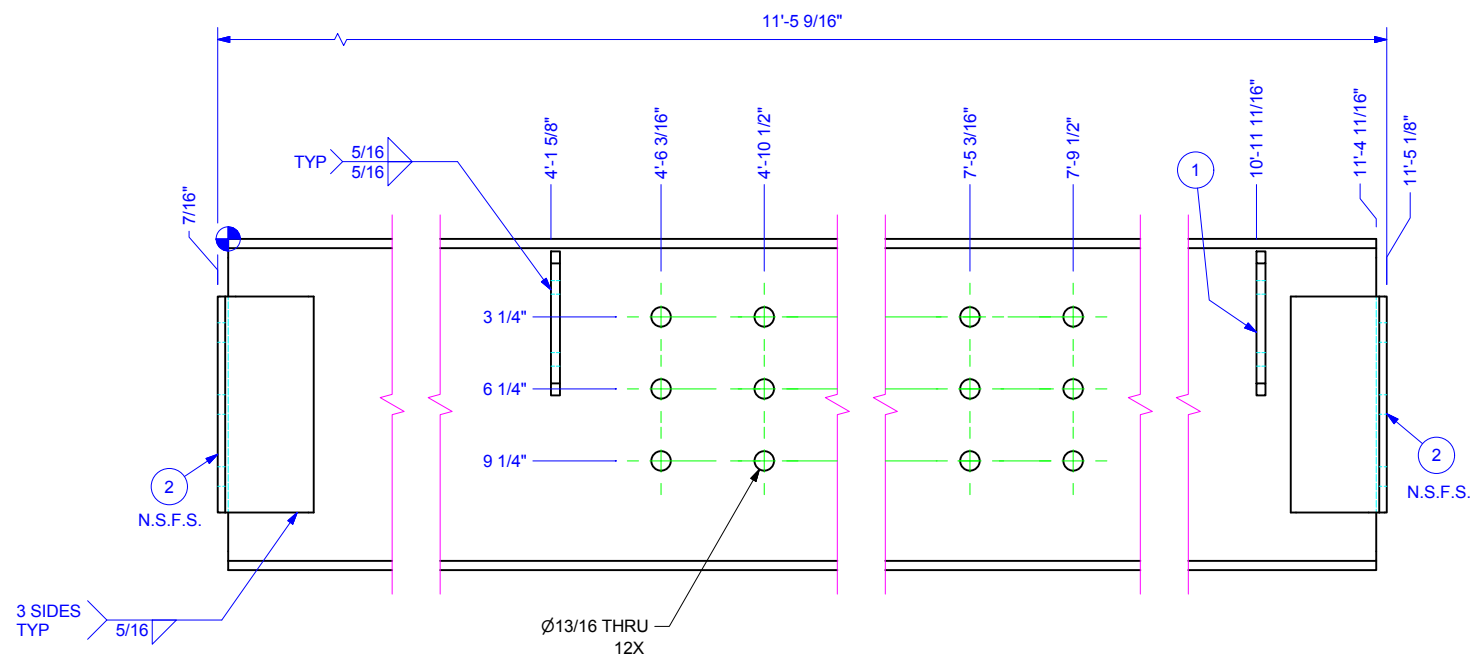 11'-5 9/16"
7/16"
4'-1 5/8"
4'-6 3/16"
4'-10 1/2"
7'-5 3/16"
7'-9 1/2"
10'-11 11/16"
11'-4 11/16"
11'-5 1/8"
TYP
5/16
5/16
1
3 1/4"
6 1/4"
9 1/4"
2
N.S.F.S.
2
N.S.F.S.
3 SIDES
TYP
5/16
Ø13/16 THRU
12X